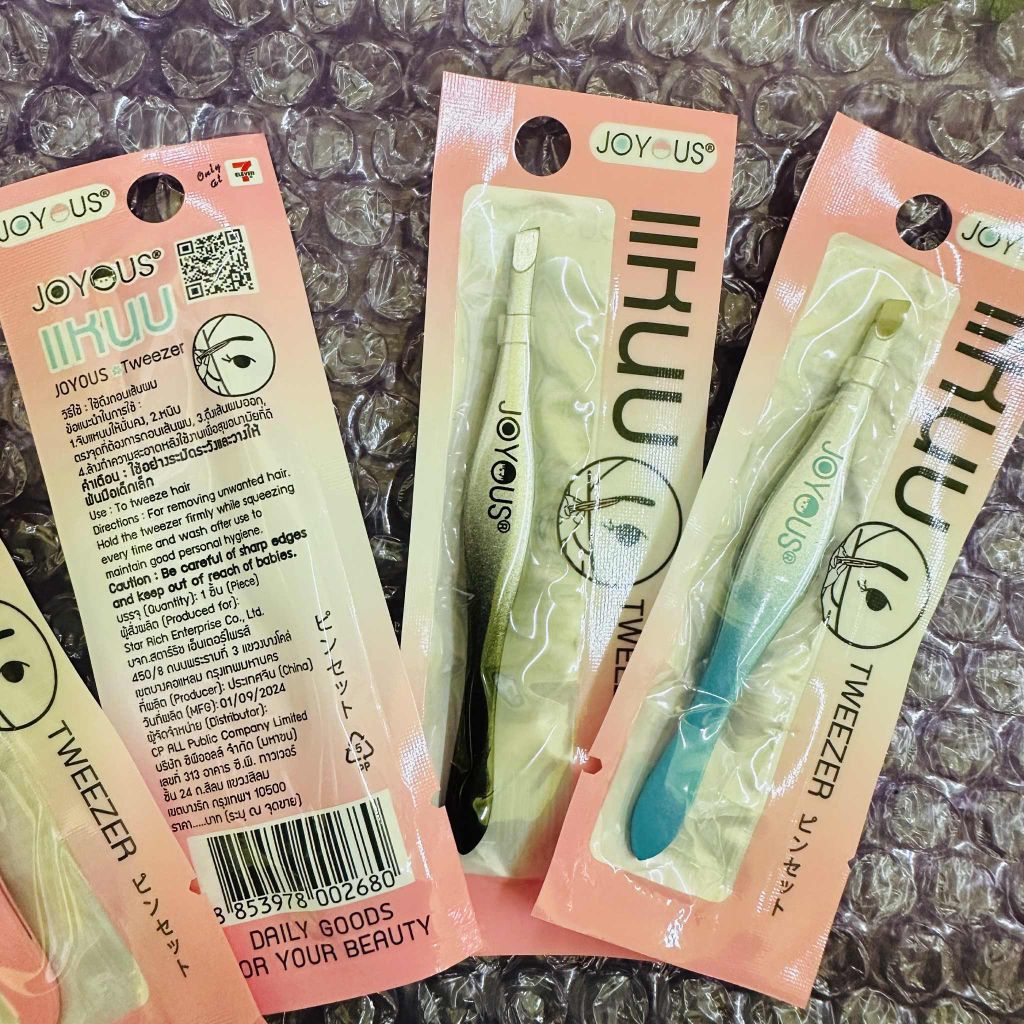 JOYOUS®
Only at
7 ELEVEN
JOYOUS®
แหนบ
JOYOUS Tweezer
วิธีใช้ : ใช้ดึงถอนเส้นผม
ข้อแนะนำในการใช้ :
1.จับแหนบให้มั่นคง, 2.หนีบ
ตรงจุดที่ต้องการถอนเส้นผม, 3.ดึงเส้นผมออก,
4.ล้างทำความสะอาดหลังใช้งานเพื่อสุขอนามัยที่ดี
คำเตือน : ใช้อย่างระมัดระวังและวางให้
พ้นมือเด็กเล็ก
Use : To tweeze hair
Directions : For removing unwanted hair.
Hold the tweezer firmly while squeezing
every time and wash after use to
maintain good personal hygiene.
Caution : Be careful of sharp edges
and keep out of reach of babies.
บรรจุ (Quantity): 1 ชิ้น (Piece)
ผู้สั่งผลิต (Produced for):
Star Rich Enterprise Co., Ltd.
บจก.สตาร์ริช เอ็นเตอร์ไพรส์
450/8 ถนนพระรามที่ 3 แขวงบางโคล่
เขตบางคอแหลม กรุงเทพมหานคร
ที่ผลิต (Producer): ประเทศจีน (China)
วันที่ผลิต (MFG): 01/09/2024
ผู้จัดจำหน่าย (Distributor):
CP ALL Public Company Limited
บริษัท ซีพีออลล์ จำกัด (มหาชน)
เลขที่ 313 อาคาร ซี.พี. ทาวเวอร์
ชั้น 24 ถ.สีลม แขวงสีลม
เขตบางรัก กรุงเทพฯ 10500
ราคา.....บาท (ระบุ ณ จุดขาย)
ピンセット
5
PP
8 853978 002680
DAILY GOODS
FOR YOUR BEAUTY
TWEEZER ピンセット
JOYOUS®
แหนบ
JOYOUS®
TWEEZ
JOYOUS
แหนบ
JOYOUS®
TWEEZER ピンセット